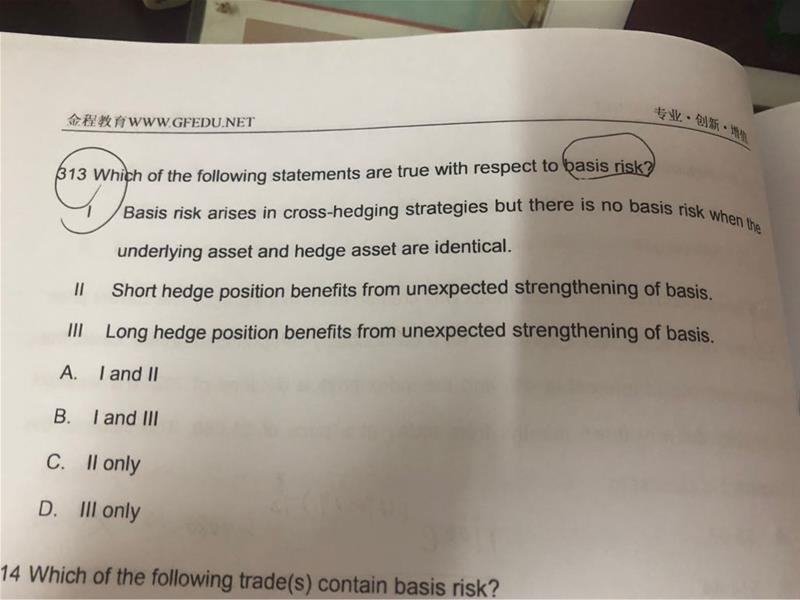 金程教育WWW.GFEDU.NET
专业·创新·增值
313 Which of the following statements are true with respect to basis risk?
I Basis risk arises in cross-hedging strategies but there is no basis risk when the
underlying asset and hedge asset are identical.
II Short hedge position benefits from unexpected strengthening of basis.
III Long hedge position benefits from unexpected strengthening of basis.
A. I and II
B. I and III
C. II only
D. III only
14 Which of the following trade(s) contain basis risk?